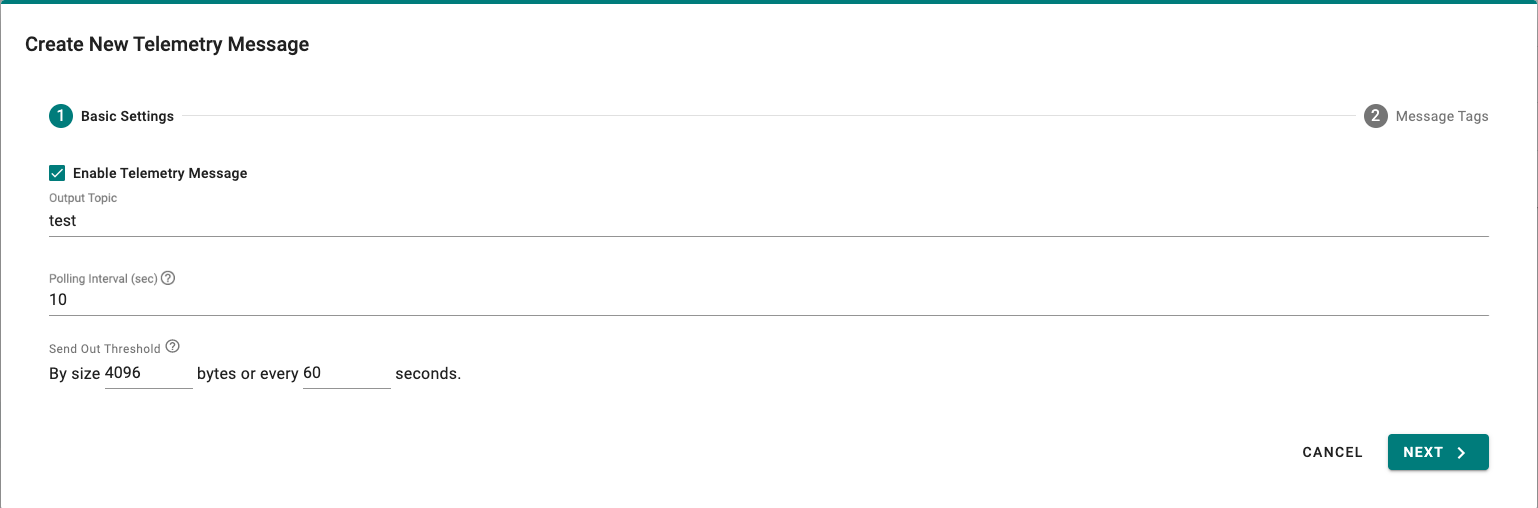 Create New Telemetry Message
1 Basic Settings 2 Message Tags
Enable Telemetry Message
Output Topic
test
Polling Interval (sec) ?
10
Send Out Threshold ?
By size 4096 bytes or every 60 seconds.
CANCEL NEXT